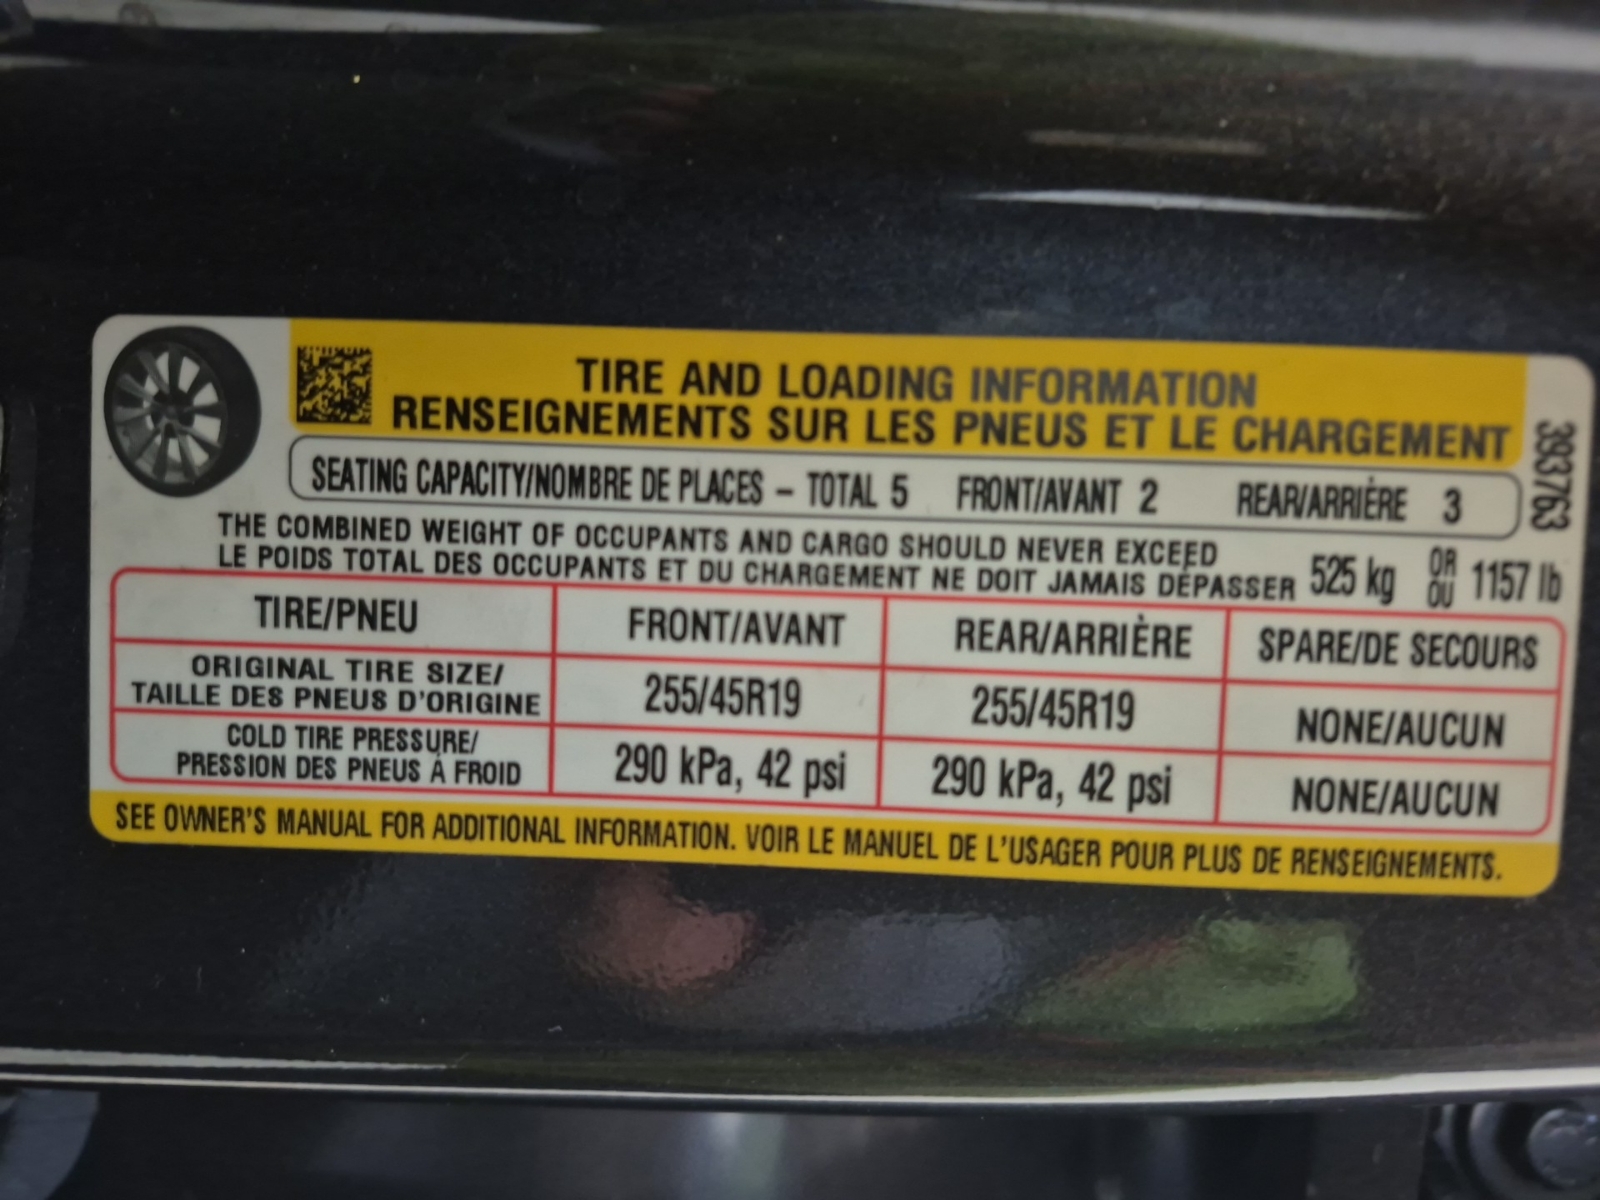 TIRE AND LOADING INFORMATION
RENSEIGNEMENTS SUR LES PNEUS ET LE CHARGEMENT
393763
SEATING CAPACITY/NOMBRE DE PLACES – TOTAL 5 FRONT/AVANT 2 REAR/ARRIÈRE 3
THE COMBINED WEIGHT OF OCCUPANTS AND CARGO SHOULD NEVER EXCEED
LE POIDS TOTAL DES OCCUPANTS ET DU CHARGEMENT NE DOIT JAMAIS DÉPASSER
525 kg OR OU 1157 lb
TIRE/PNEU FRONT/AVANT REAR/ARRIÈRE SPARE/DE SECOURS
ORIGINAL TIRE SIZE/
TAILLE DES PNEUS D'ORIGINE
255/45R19 255/45R19 NONE/AUCUN
COLD TIRE PRESSURE/
PRESSION DES PNEUS À FROID
290 kPa, 42 psi 290 kPa, 42 psi NONE/AUCUN
SEE OWNER'S MANUAL FOR ADDITIONAL INFORMATION. VOIR LE MANUEL DE L'USAGER POUR PLUS DE RENSEIGNEMENTS.